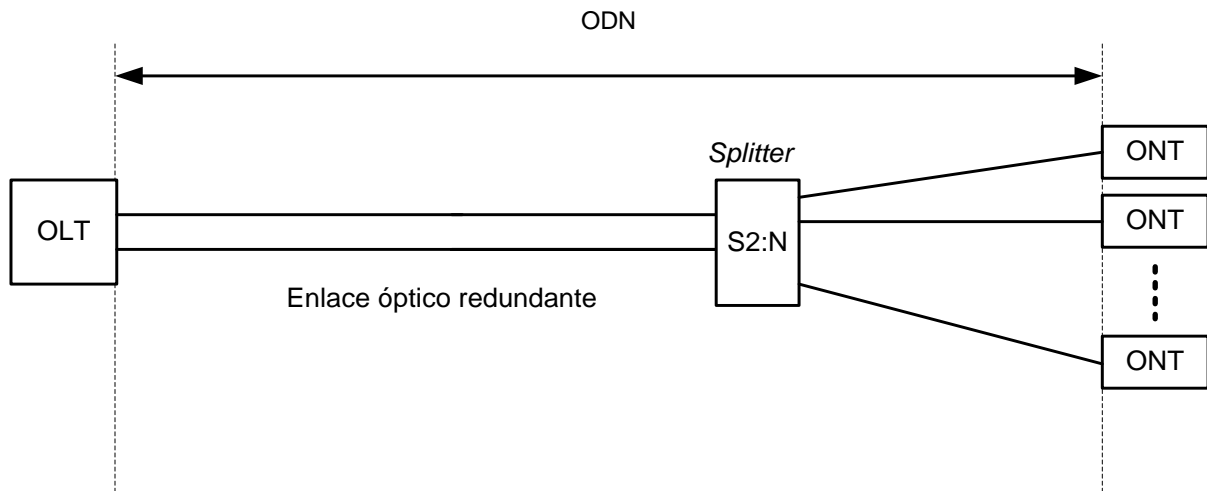 ODN
Splitter
ONT
OLT
S2:N
ONT
Enlace óptico redundante
ONT